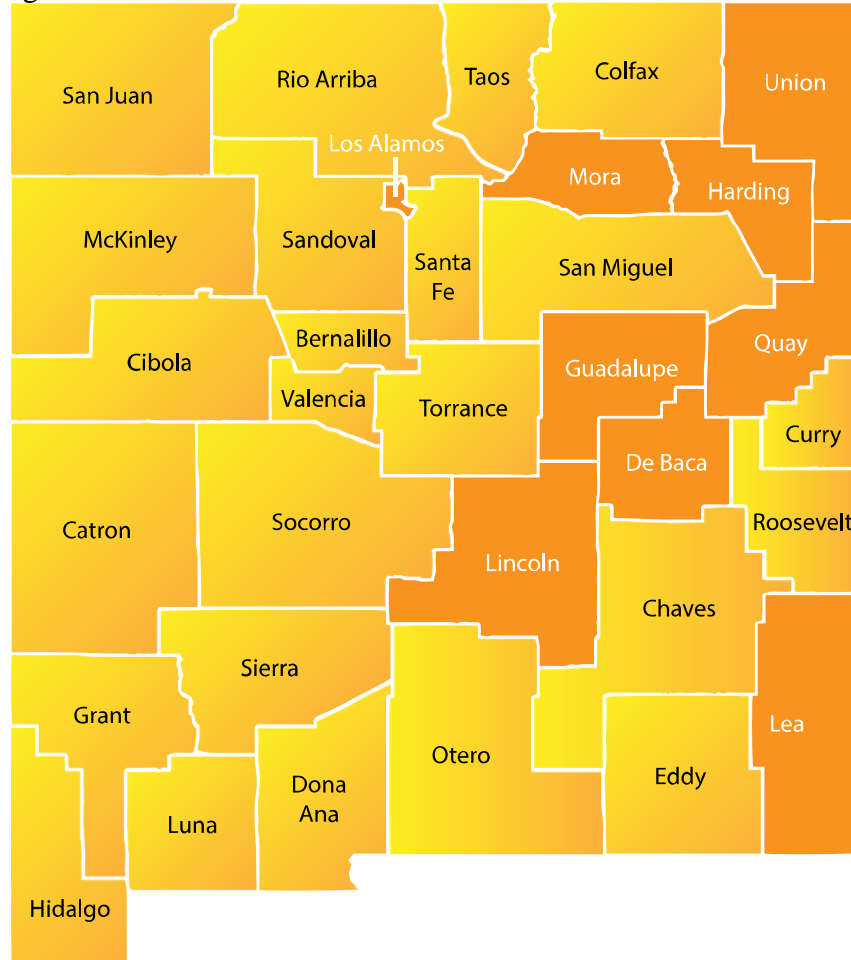 San Juan
Rio Arriba
Taos
Colfax
Union
Los Alamos
Mora
Harding
McKinley
Sandoval
Santa
Fe
San Miguel
Bernalillo
Quay
Cibola
Guadalupe
Valencia
Torrance
Curry
De Baca
Catron
Socorro
Roosevelt
Lincoln
Chaves
Sierra
Grant
Lea
Otero
Eddy
Dona
Ana
Luna
Hidalgo